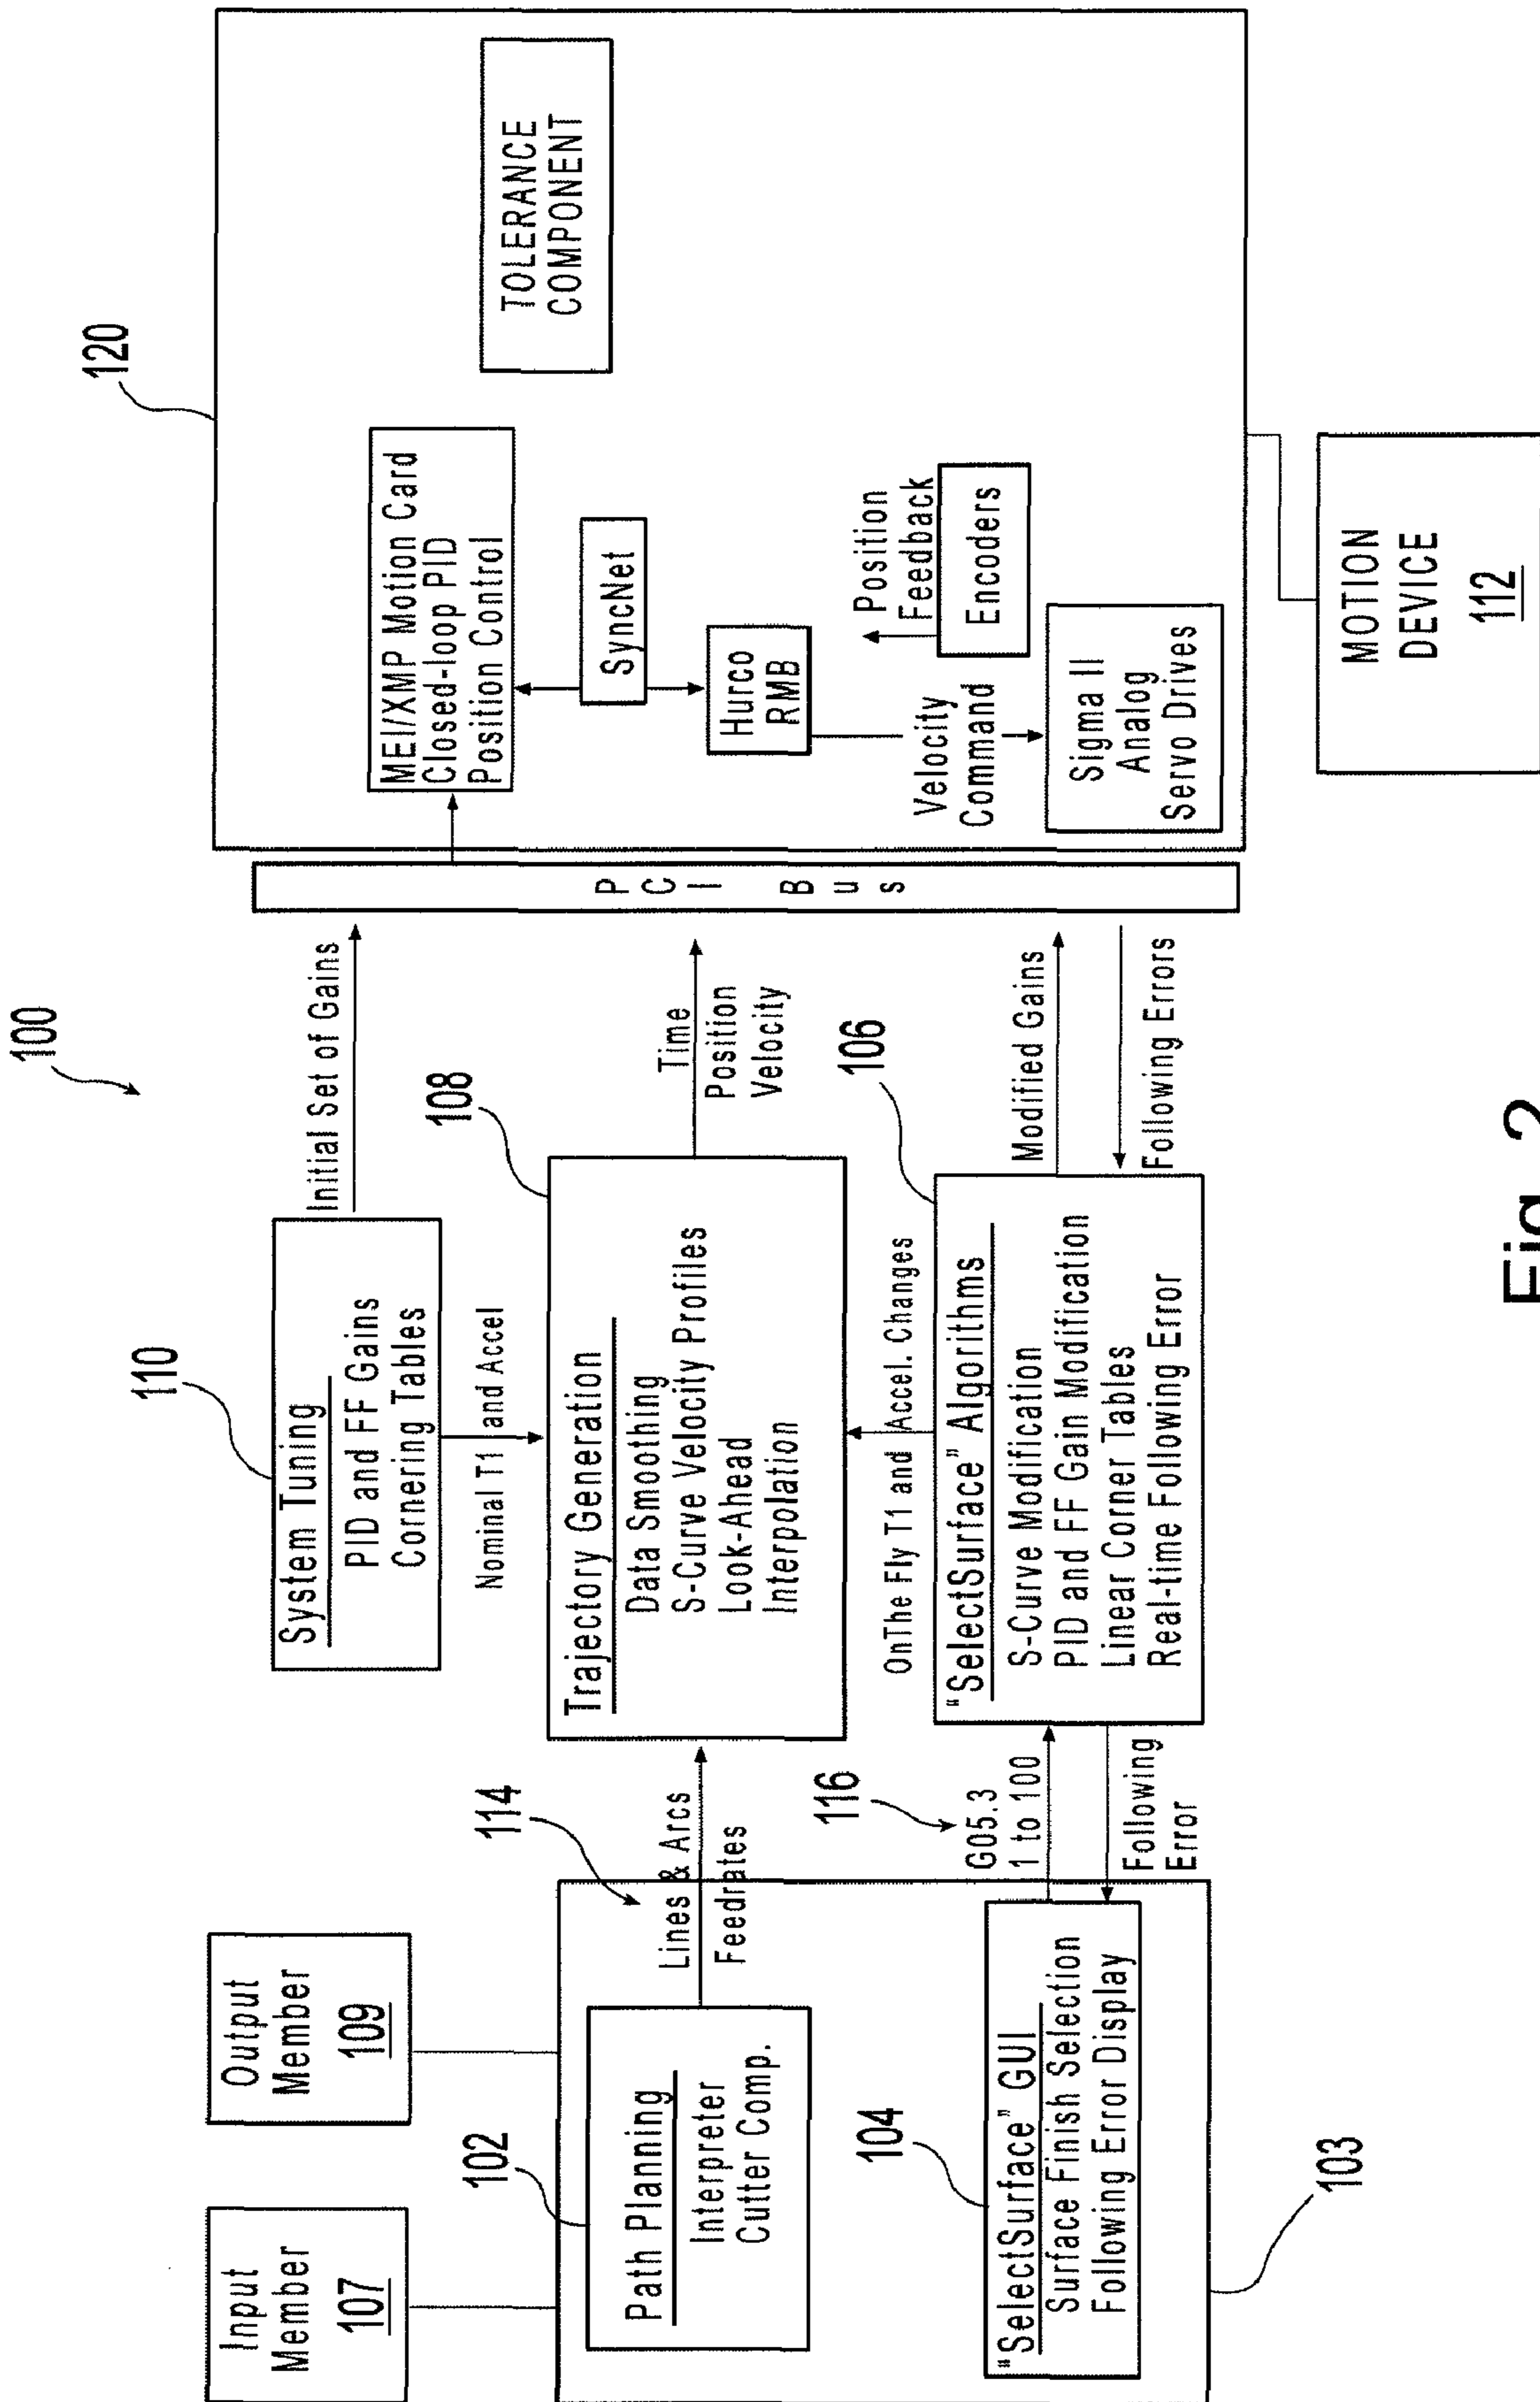 100
Input
Member
107
Output
Member
109
102
Path Planning
Interpreter
Cutter Comp.
104
"SelectSurface" GUI
Surface Finish Selection
Following Error Display
103
114
Lines & Arcs
Feedrates
116
G05.3
1 to 100
Following
Error
110
System Tuning
PID and FF Gains
Cornering Tables
Initial Set of Gains
Nominal T1 and Accel
108
Trajectory Generation
Data Smoothing
S-Curve Velocity Profiles
Look-Ahead
Interpolation
Time
Position
Velocity
OnThe Fly T1 and Accel. Changes
106
"SelectSurface" Algorithms
S-Curve Modification
PID and FF Gain Modification
Linear Corner Tables
Real-time Following Error
Modified Gains
Following Errors
PCI Bus
120
MEI/XMP Motion Card
Closed-loop PID
Position Control
SyncNet
Hurco
RMB
Velocity
Command
Position
Feedback
Encoders
Sigma II
Analog
Servo Drives
TOLERANCE
COMPONENT
MOTION
DEVICE
112
Fig. 2